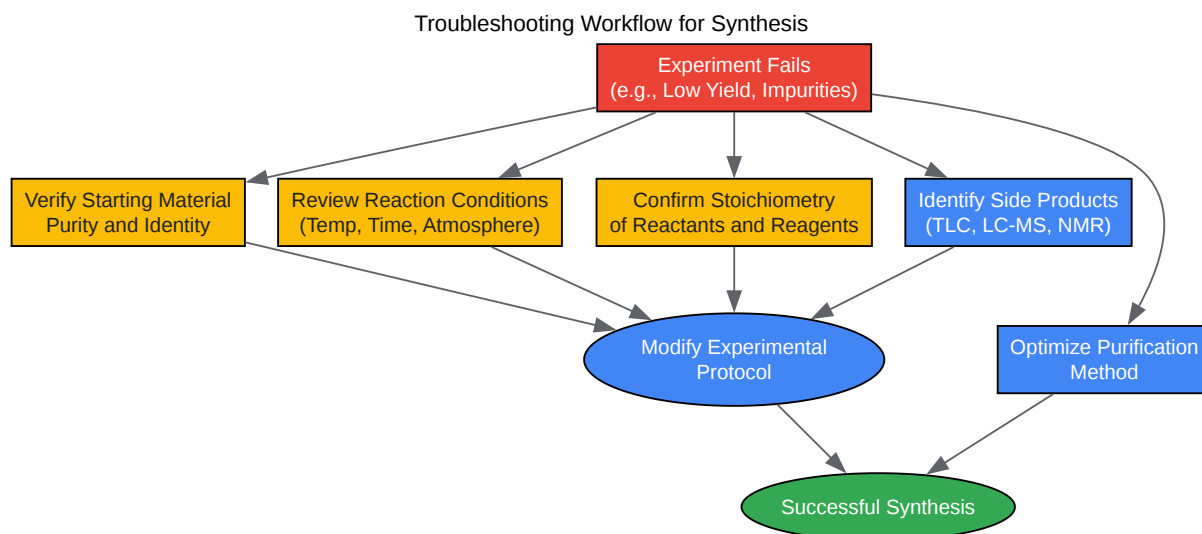 Troubleshooting Workflow for Synthesis
Experiment Fails
(e.g., Low Yield, Impurities)
Verify Starting Material
Purity and Identity
Review Reaction Conditions
(Temp, Time, Atmosphere)
Confirm Stoichiometry
of Reactants and Reagents
Identify Side Products
(TLC, LC-MS, NMR)
Modify Experimental
Protocol
Optimize Purification
Method
Successful Synthesis